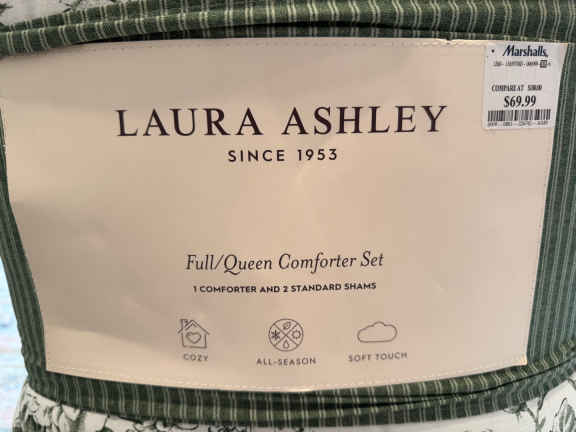 Marshalls.
COMPARE AT
$69.99
LAURA ASHLEY
SINCE 1953
Full/Queen Comforter Set
1 COMFORTER AND 2 STANDARD SHAMS
COZY
ALL-SEASON
SOFT TOUCH